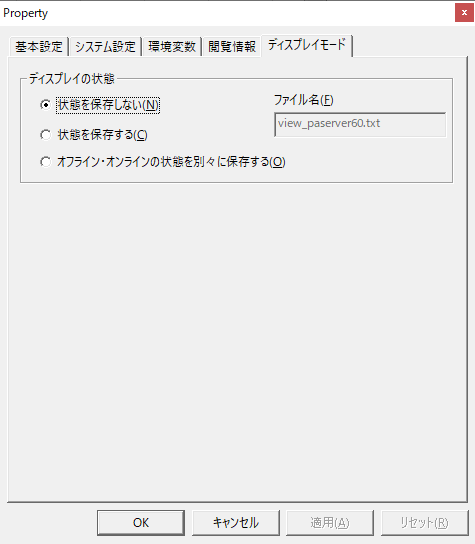 Property
x
基本設定 システム設定 環境変数 閲覧情報 ディスプレイモード
ディスプレイの状態
状態を保存しない(N) ファイル名(F)
view_paserver60.txt
状態を保存する(C)
オフライン・オンラインの状態を別々に保存する(O)
OK キャンセル 適用(A) リセット(R)